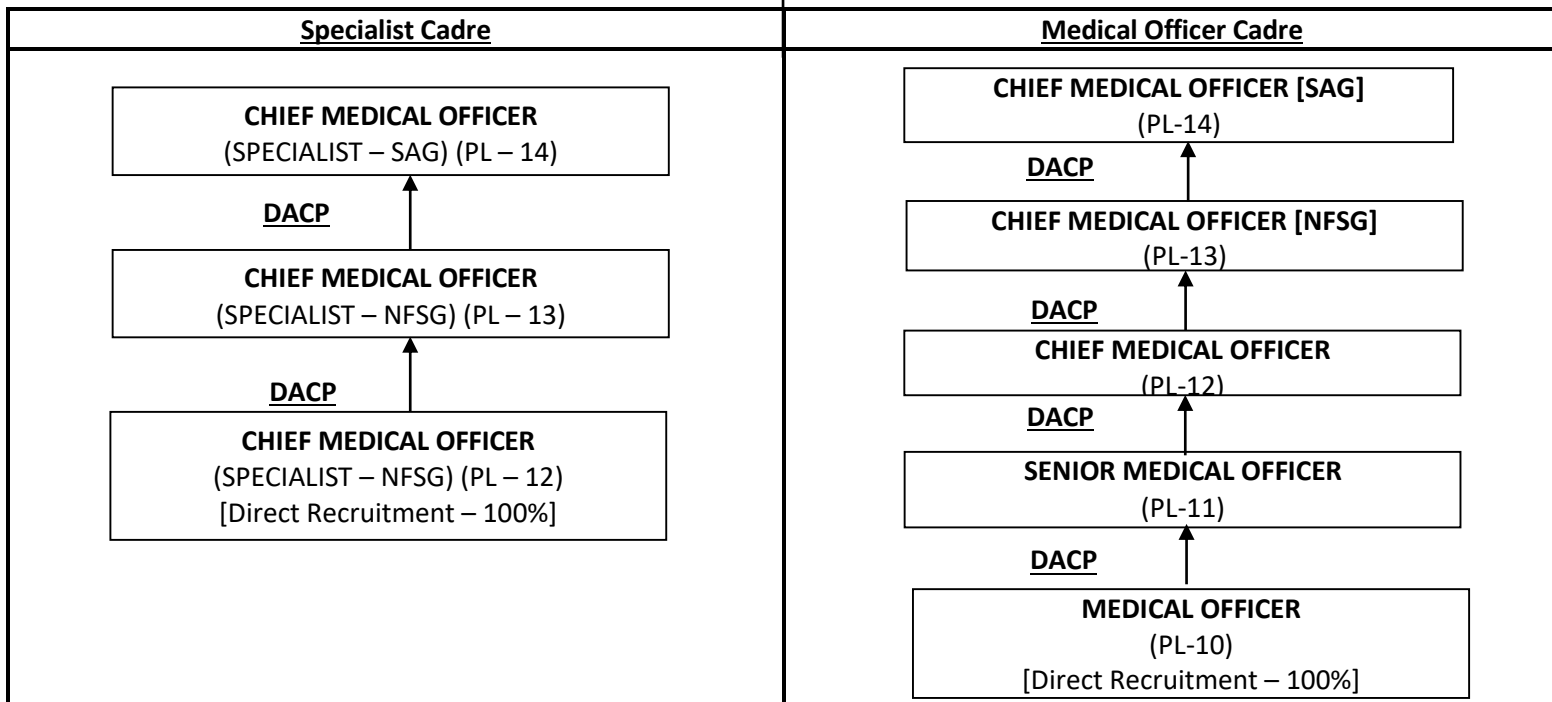 Specialist Cadre
CHIEF MEDICAL OFFICER
(SPECIALIST – SAG) (PL – 14)
DACP
CHIEF MEDICAL OFFICER
(SPECIALIST – NFSG) (PL – 13)
DACP
CHIEF MEDICAL OFFICER
(SPECIALIST – NFSG) (PL – 12)
[Direct Recruitment – 100%]
Medical Officer Cadre
CHIEF MEDICAL OFFICER [SAG]
(PL-14)
DACP
CHIEF MEDICAL OFFICER [NFSG]
(PL-13)
DACP
CHIEF MEDICAL OFFICER
(PL-12)
DACP
SENIOR MEDICAL OFFICER
(PL-11)
DACP
MEDICAL OFFICER
(PL-10)
[Direct Recruitment – 100%]